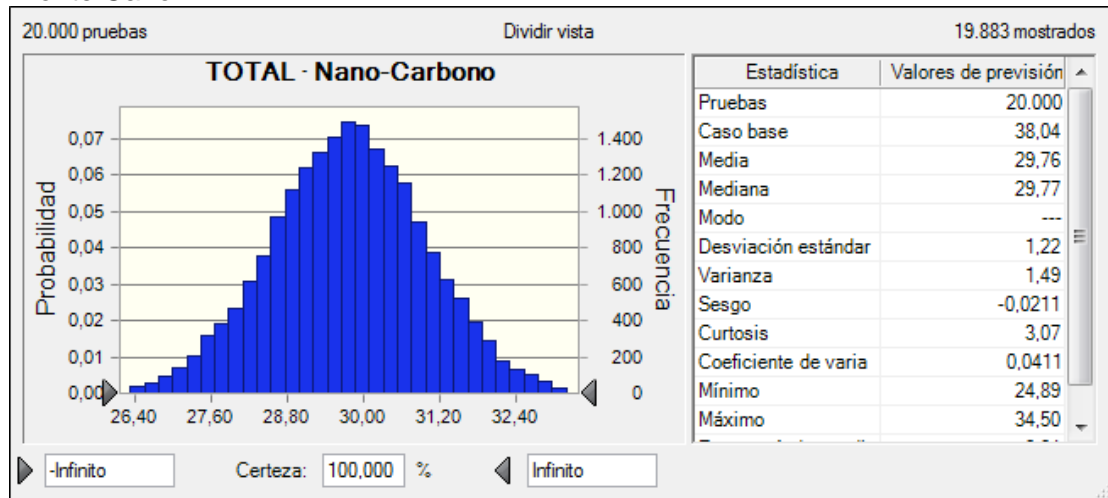 20.000 pruebas Dividir vista 19.883 mostrados
TOTAL - Nano-Carbono
Probabilidad
0,07
0,06
0,05
0,04
0,03
0,02
0,01
0,00
26,40 27,60 28,80 30,00 31,20 32,40
1.400
1.200
1.000
800
600
400
200
0
Frecuencia
Estadística Valores de previsión
Pruebas 20.000
Caso base 38,04
Media 29,76
Mediana 29,77
Modo ---
Desviación estándar 1,22
Varianza 1,49
Sesgo -0,0211
Curtosis 3,07
Coeficiente de varia 0,0411
Mínimo 24,89
Máximo 34,50
-Infinito Certeza: 100,000 % Infinito